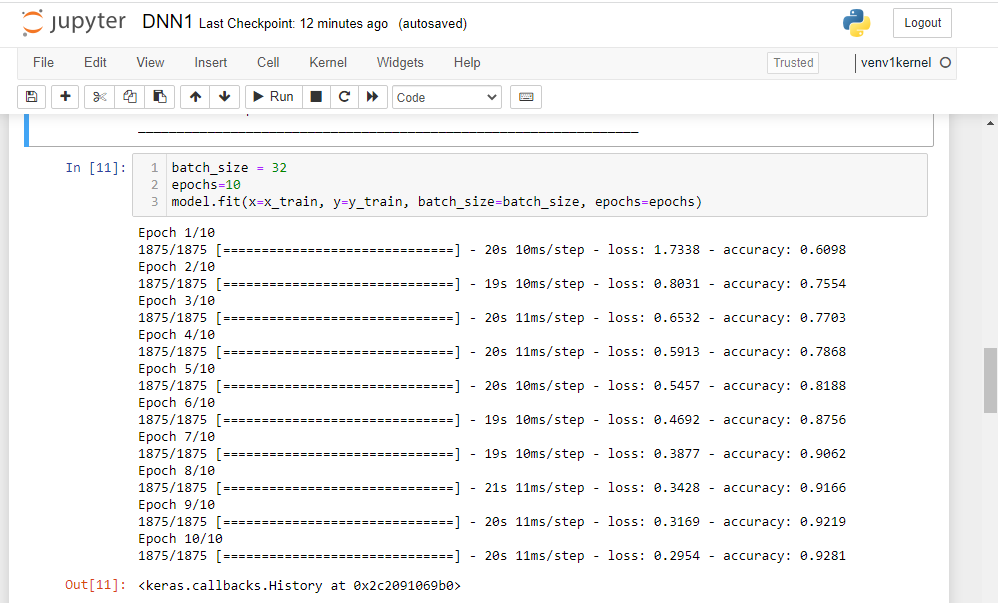 jupyter DNN1 Last Checkpoint: 12 minutes ago (autosaved) Logout
File Edit View Insert Cell Kernel Widgets Help Trusted venv1kernel
Run Code
In [11]: 1 batch_size = 32
2 epochs=10
3 model.fit(x=x_train, y=y_train, batch_size=batch_size, epochs=epochs)
Epoch 1/10
1875/1875 [==============================] - 20s 10ms/step - loss: 1.7338 - accuracy: 0.6098
Epoch 2/10
1875/1875 [==============================] - 19s 10ms/step - loss: 0.8031 - accuracy: 0.7554
Epoch 3/10
1875/1875 [==============================] - 20s 11ms/step - loss: 0.6532 - accuracy: 0.7703
Epoch 4/10
1875/1875 [==============================] - 20s 11ms/step - loss: 0.5913 - accuracy: 0.7868
Epoch 5/10
1875/1875 [==============================] - 20s 10ms/step - loss: 0.5457 - accuracy: 0.8188
Epoch 6/10
1875/1875 [==============================] - 19s 10ms/step - loss: 0.4692 - accuracy: 0.8756
Epoch 7/10
1875/1875 [==============================] - 19s 10ms/step - loss: 0.3877 - accuracy: 0.9062
Epoch 8/10
1875/1875 [==============================] - 21s 11ms/step - loss: 0.3428 - accuracy: 0.9166
Epoch 9/10
1875/1875 [==============================] - 20s 11ms/step - loss: 0.3169 - accuracy: 0.9219
Epoch 10/10
1875/1875 [==============================] - 20s 11ms/step - loss: 0.2954 - accuracy: 0.9281
Out[11]: <keras.callbacks.History at 0x2c2091069b0>